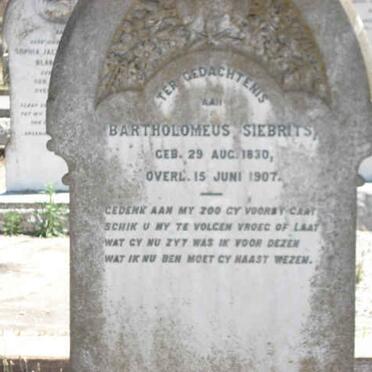 TER GEDACHTENIS
AAN
BARTHOLOMEUS SIEBRITS,
GEB. 29 AUG. 1830,
OVERL. 15 JUNI 1907.
GEDENK AAN MY ZOO GY VOORBY GAAT
SCHIK U MY TE VOLGEN VROEG OF LAAT
WAT GY NU ZYT WAS IK VOOR DEZEN
WAT IK NU BEN MOET GY HAAST WEZEN.
SOPHIA